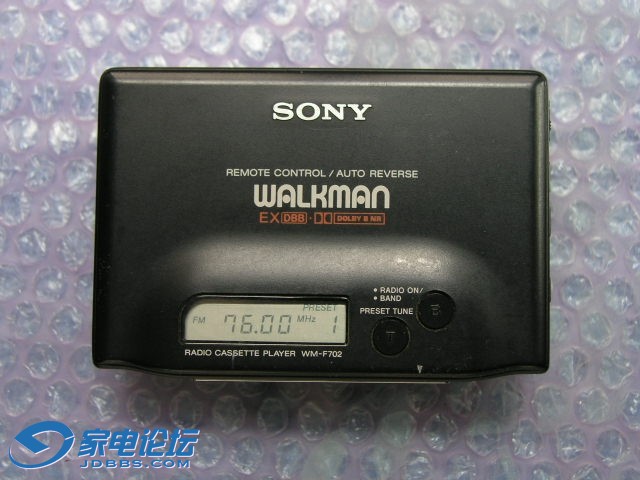 SONY
REMOTE CONTROL / AUTO REVERSE
WALKMAN
EX DBB · DOLBY B NR
• RADIO ON/
• BAND
PRESET TUNE
PRESET
FM 76.00 MHz 1
RADIO CASSETTE PLAYER WM-F702
家电论坛
JDBBS.COM